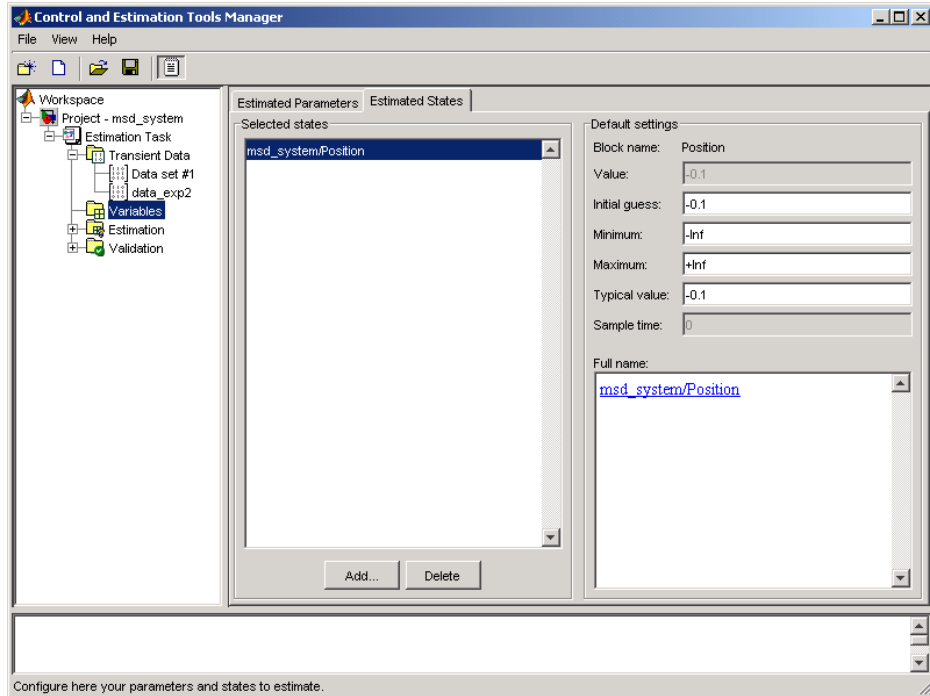 Control and Estimation Tools Manager
File View Help
Workspace
Project - msd_system
Estimation Task
Transient Data
Data set #1
data_exp2
Variables
Estimation
Validation
Estimated Parameters Estimated States
Selected states
msd_system/Position
Add... Delete
Default settings
Block name: Position
Value: -0.1
Initial guess: -0.1
Minimum: -Inf
Maximum: +Inf
Typical value: -0.1
Sample time: 0
Full name:
msd_system/Position
Configure here your parameters and states to estimate.